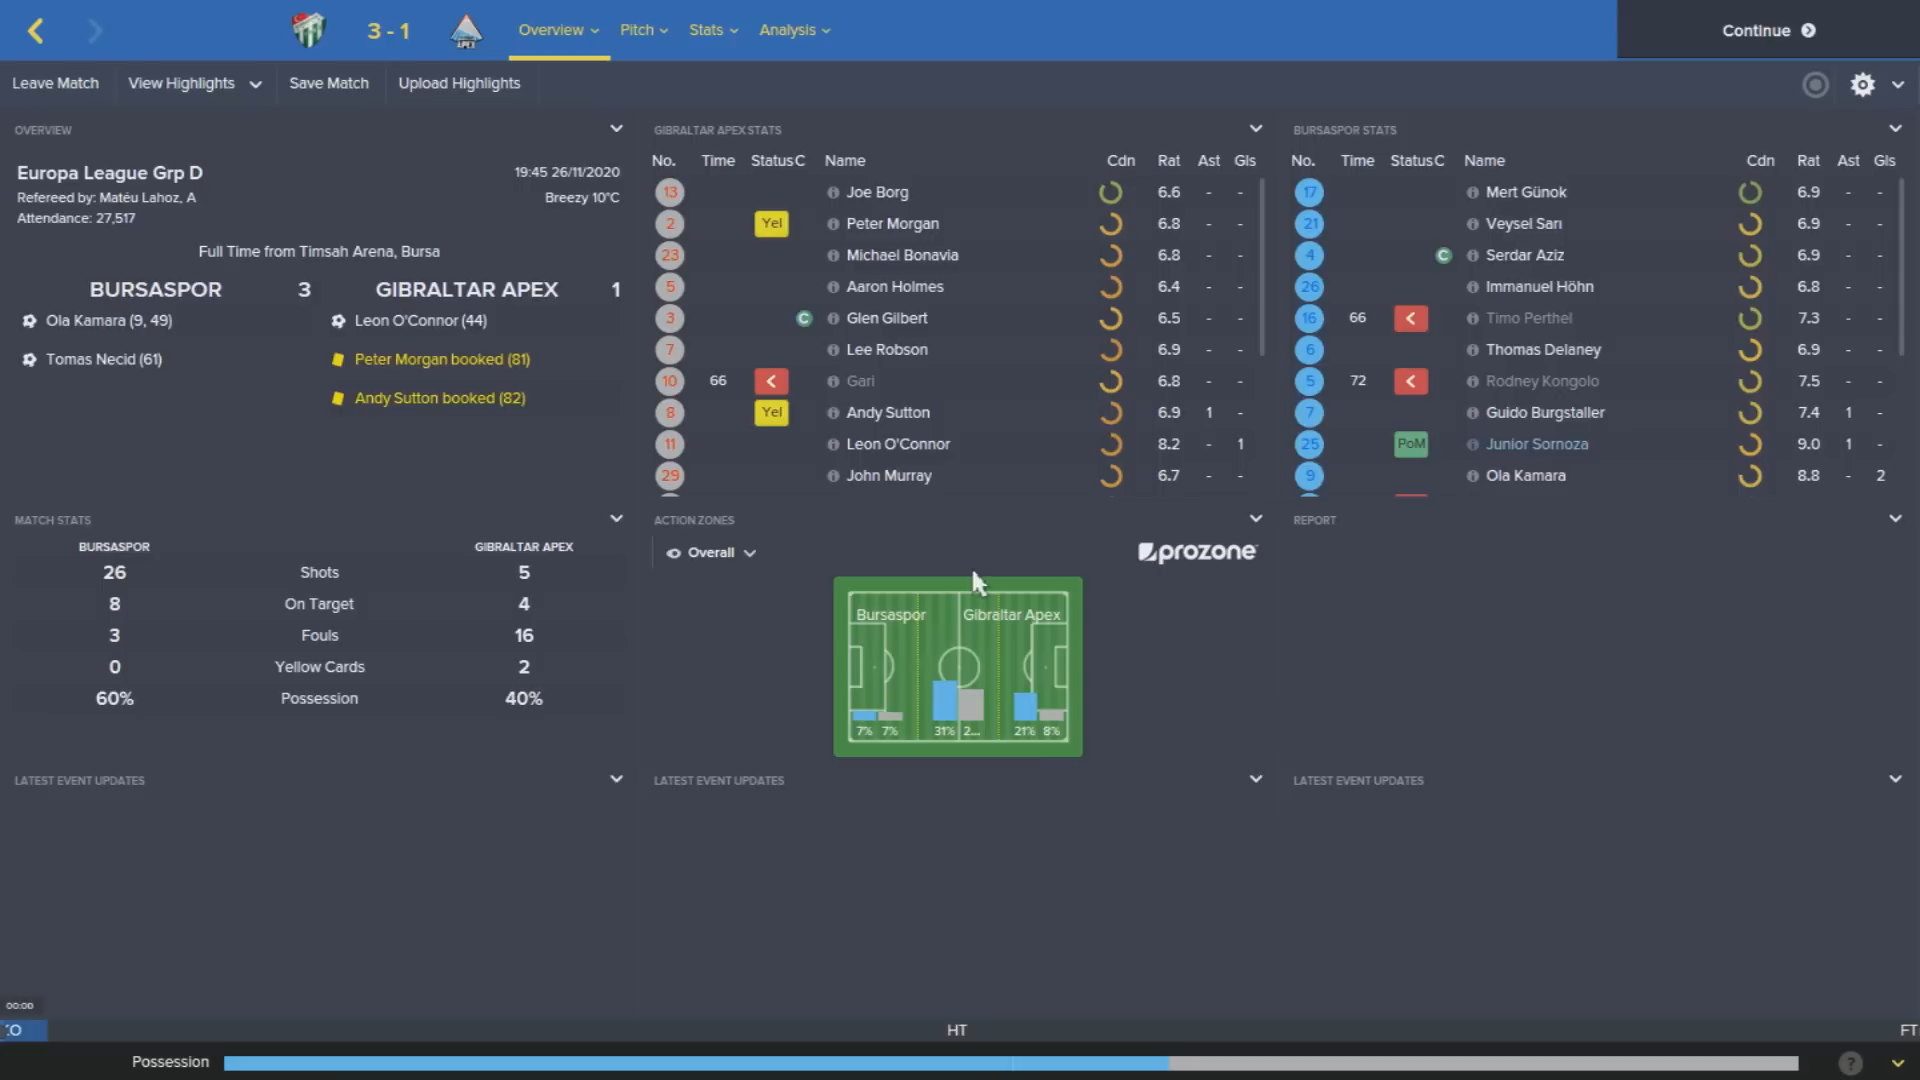 3 - 1
APEX
Overview
Pitch
Stats
Analysis
Continue
Leave Match
View Highlights
Save Match
Upload Highlights
OVERVIEW
Europa League Grp D
19:45 26/11/2020
Refereed by: Matéu Lahoz, A
Breezy 10°C
Attendance: 27,517
Full Time from Timsah Arena, Bursa
BURSASPOR 3 GIBRALTAR APEX 1
Ola Kamara (9, 49) Leon O'Connor (44)
Tomas Necid (61) Peter Morgan booked (81)
Andy Sutton booked (82)
GIBRALTAR APEX STATS
No. Time Status C Name Cdn Rat Ast Gls
13 Joe Borg 6.6 - -
2 Yel Peter Morgan 6.8 - -
23 Michael Bonavia 6.8 - -
5 Aaron Holmes 6.4 - -
3 C Glen Gilbert 6.5 - -
7 Lee Robson 6.9 - -
10 66 Gari 6.8 - -
8 Yel Andy Sutton 6.9 1 -
11 Leon O'Connor 8.2 - 1
29 John Murray 6.7 - -
BURSASPOR STATS
No. Time Status C Name Cdn Rat Ast Gls
17 Mert Günok 6.9 - -
21 Veysel Sarı 6.9 - -
4 C Serdar Aziz 6.9 - -
26 Immanuel Höhn 6.8 - -
16 66 Timo Perthel 7.3 - -
6 Thomas Delaney 6.9 - -
5 72 Rodney Kongolo 7.5 - -
7 Guido Burgstaller 7.4 1 -
25 PoM Junior Sornoza 9.0 1 -
9 Ola Kamara 8.8 - 2
MATCH STATS
BURSASPOR GIBRALTAR APEX
26 Shots 5
8 On Target 4
3 Fouls 16
0 Yellow Cards 2
60% Possession 40%
ACTION ZONES
Overall
prozone
Bursaspor Gibraltar Apex
7% 7% 31% 2... 21% 8%
REPORT
LATEST EVENT UPDATES
LATEST EVENT UPDATES
LATEST EVENT UPDATES
00:00
HT
FT
Possession
?